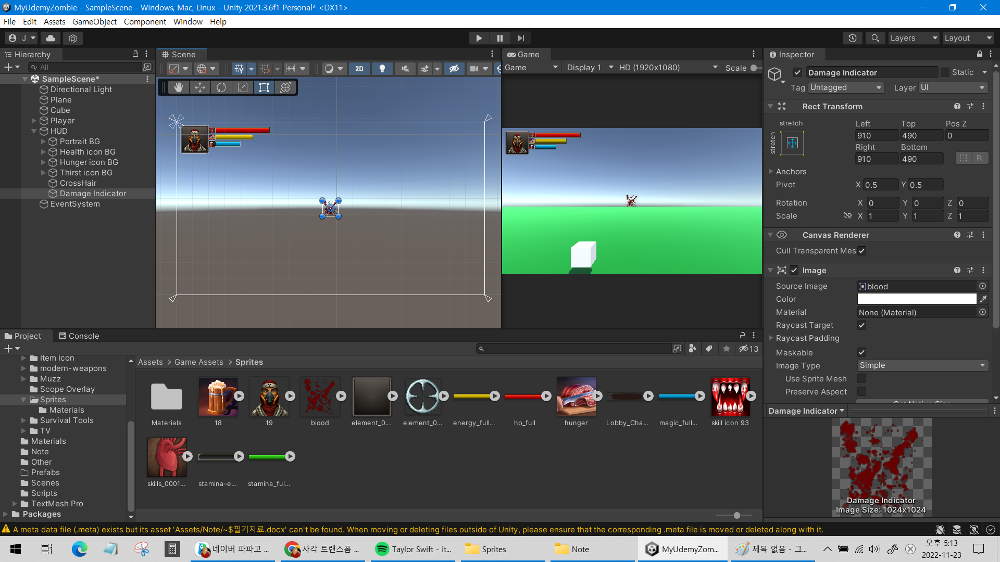 MyUdemyZombie - SampleScene - Windows, Mac, Linux - Unity 2021.3.6f1 Personal* <DX11>
File Edit Assets GameObject Component Window Help
J
Layers
Layout
Hierarchy
All
SampleScene*
Directional Light
Plane
Cube
Player
HUD
Portrait BG
Health icon BG
Hunger icon BG
Thirst icon BG
CrossHair
Damage Indicator
EventSystem
Scene
2D
Game
Game
Display 1
HD (1920x1080)
Scale
Inspector
Damage Indicator
Static
Tag Untagged
Layer UI
Rect Transform
stretch
stretch
Left Top Pos Z
910 490 0
Right Bottom
910 490
R
Anchors
Pivot X 0.5 Y 0.5
Rotation X 0 Y 0 Z 0
Scale X 1 Y 1 Z 1
Canvas Renderer
Cull Transparent Mes
Image
Source Image blood
Color
Material None (Material)
Raycast Target
Raycast Padding
Maskable
Image Type Simple
Use Sprite Mesh
Preserve Aspect
Set Native Size
Damage Indicator
Damage Indicator
Image Size: 1024x1024
Project
Console
13
Item Icon
modern-weapons
Muzz
Scope Overlay
Sprites
Materials
Survival Tools
TV
Materials
Note
Other
Prefabs
Scenes
Scripts
TextMesh Pro
Packages
Assets > Game Assets > Sprites
Materials
18
19
blood
element_0...
element_0...
energy_full...
hp_full
hunger
Lobby_Cha...
magic_full...
skill icon 93
skills_0001...
stamina-e...
stamina_ful...
A meta data file (.meta) exists but its asset 'Assets/Note/~$필기자료.docx' can't be found. When moving or deleting files outside of Unity, please ensure that the corresponding .meta file is moved or deleted along with it.
네이버 파파고 ...
사각 트랜스폼 ...
Taylor Swift - it...
Sprites
Note
MyUdemyZom...
제목 없음 - 그...
오후 5:13
2022-11-23